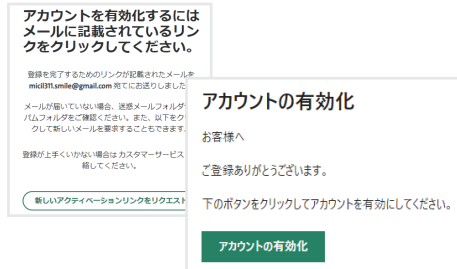 アカウントを有効化するには
メールに記載されているリン
クをクリックしてください。
登録を完了するためのリンクが記載されたメールを
micil311.smile@gmail.com 宛てにお送りしました
メールが届いていない場合、迷惑メールフォルダ
パムフォルダをご確認ください。また、以下をク
クして新しいメールを要求することもできます
登録が上手くいかない場合は カスタマーサービス
絡してください。
新しいアクティベーションリンクをリクエスト
アカウントの有効化
お客様へ
ご登録ありがとうございます。
下のボタンをクリックしてアカウントを有効にしてください。
アカウントの有効化